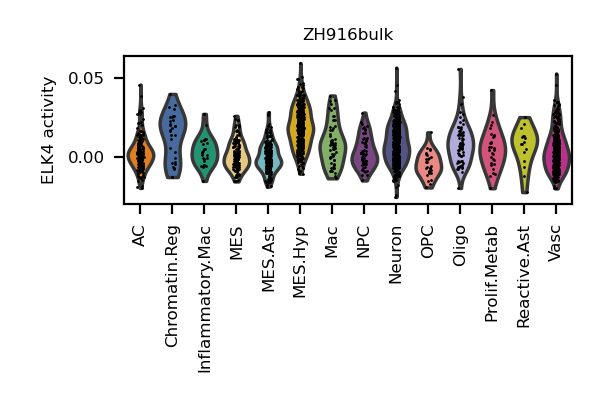 ZH916bulk
ELK4 activity
0.05
0.00
AC
Chromatin.Reg
Inflammatory.Mac
MES
MES.Ast
MES.Hyp
Mac
NPC
Neuron
OPC
Oligo
Prolif.Metab
Reactive.Ast
Vasc